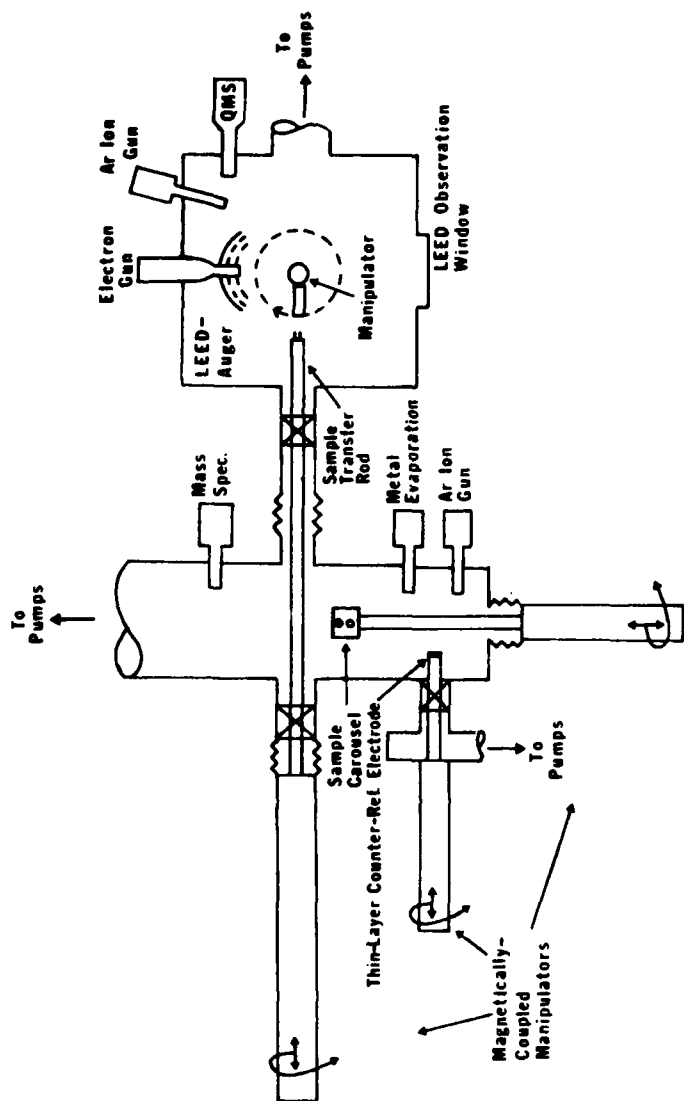 To
Pumps
Mass
Spec.
LEED-
Auger
Electron
Gun
Ar Ion
Gun
QMS
To
Pumps
Manipulator
LEED Observation
Window
Sample
Transfer
Rod
Metal
Evaporation
Ar Ion
Gun
Sample
Carousel
Thin-Layer Counter-Ref. Electrode
To
Pumps
Magnetically-
Coupled
Manipulators